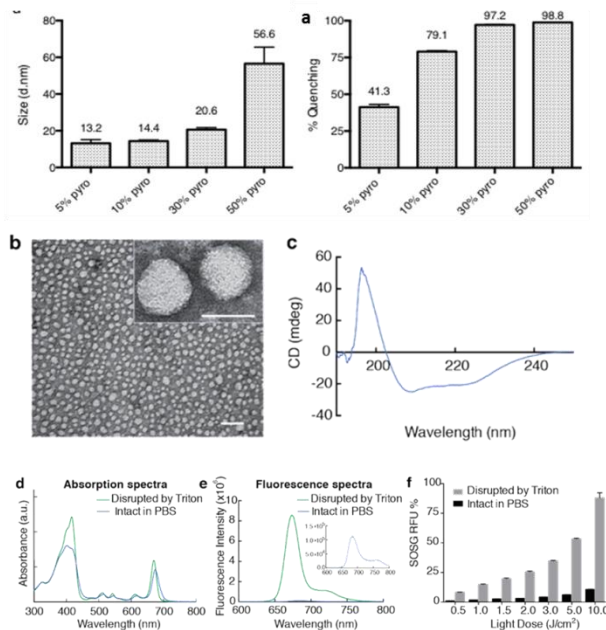 a
Size (d.nm)
80
60
40
20
0
13.2
14.4
20.6
56.6
5% pyro
10% pyro
30% pyro
50% pyro
a
% Quenching
100
75
50
25
0
41.3
79.1
97.2
98.8
5% pyro
10% pyro
30% pyro
50% pyro
b
c
CD (mdeg)
60
40
20
0
-20
-40
200
220
240
Wavelength (nm)
d
Absorption spectra
Disrupted by Triton
Intact in PBS
Absorbance (a.u.)
300 400 500 600 700 800
Wavelength (nm)
e
Fluorescence spectra
Disrupted by Triton
Intact in PBS
Fluorescence Intensity (x10⁶)
10
8
6
4
2
0
600 650 700 750 800
600 700 800
Wavelength (nm)
f
Disrupted by Triton
Intact in PBS
SOSG RFU %
100
75
50
25
0
0.5 1.0 1.5 2.0 3.0 5.0 10.0
Light Dose (J/cm²)